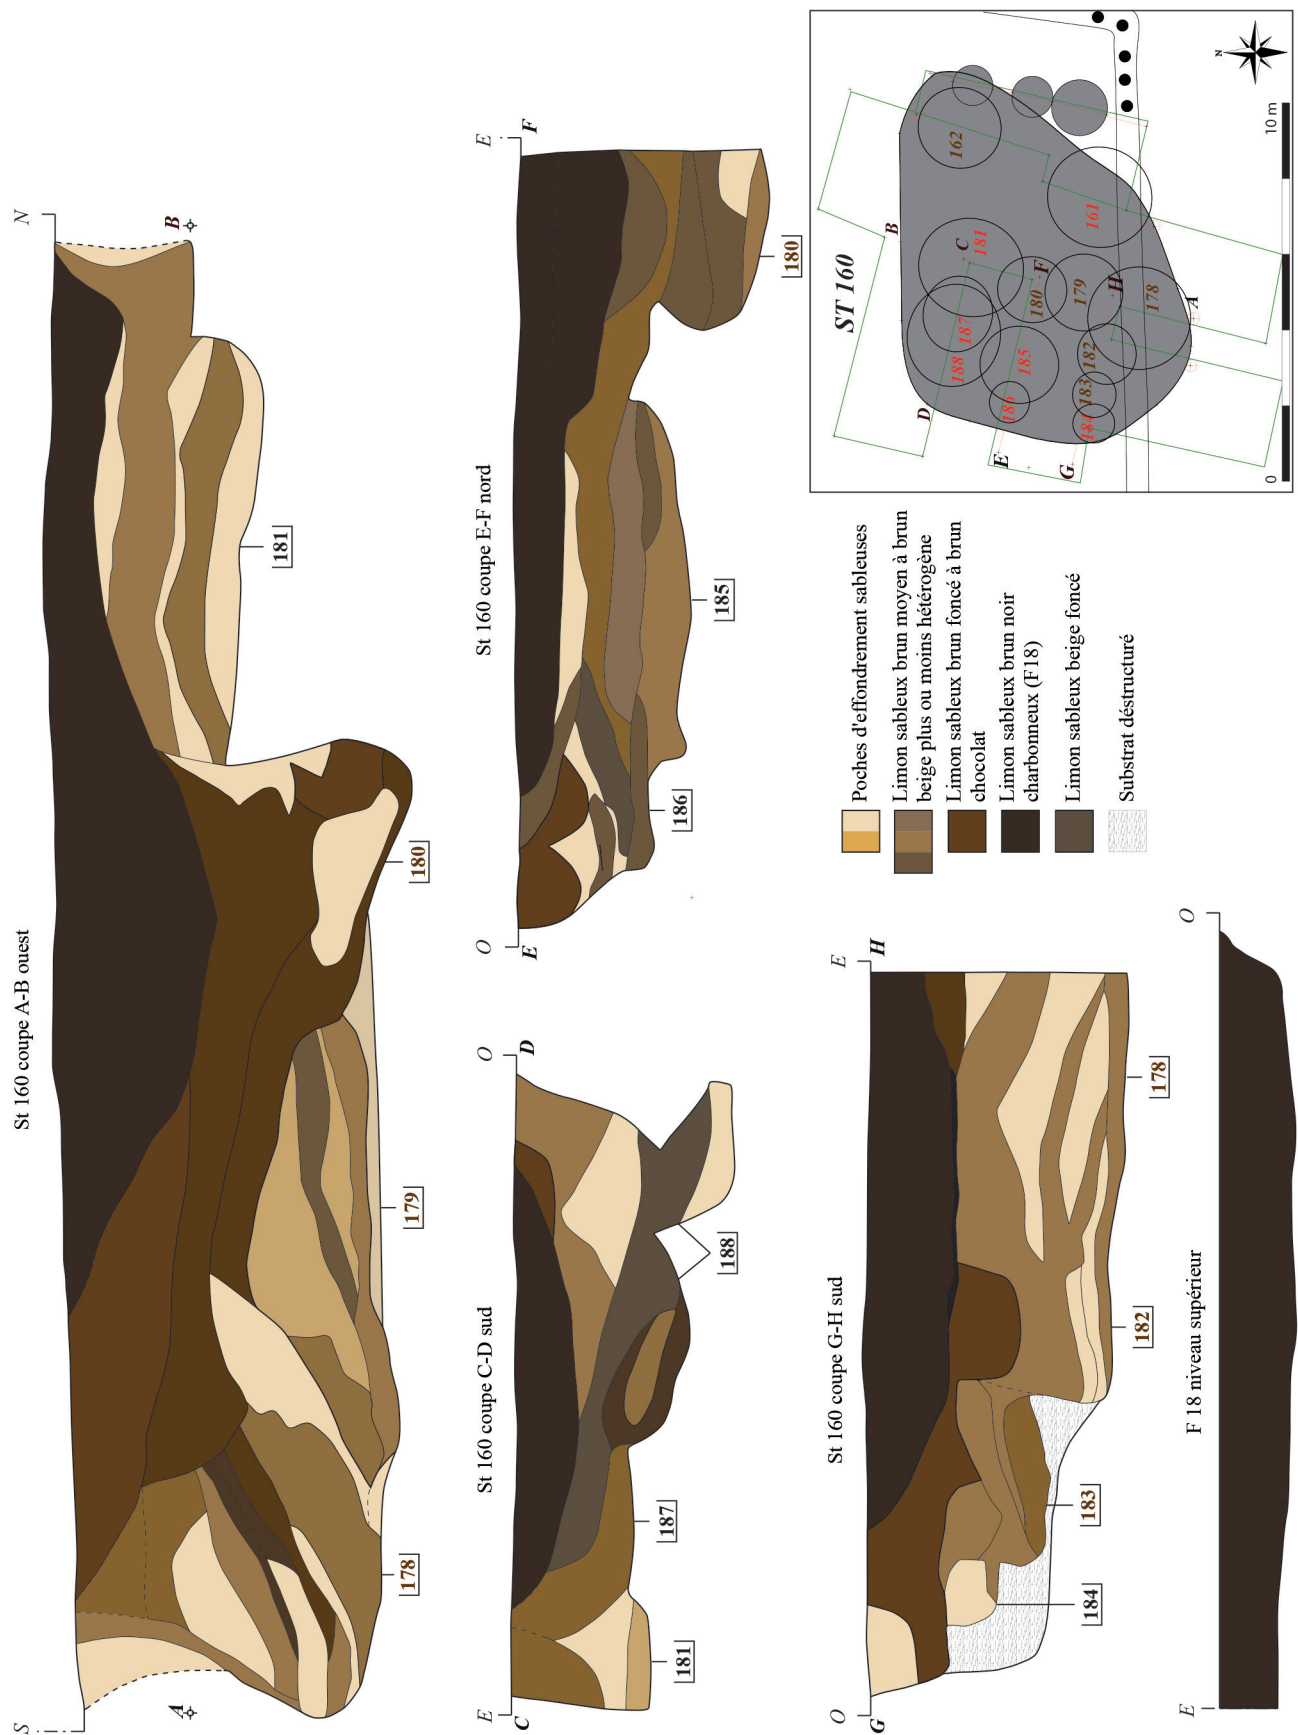 St 160 coupe A-B ouest
S
N
A
B
178
179
180
181
St 160 coupe C-D sud
E
O
C
D
181
187
188
St 160 coupe E-F nord
O
E
E
F
186
185
180
St 160 coupe G-H sud
O
E
G
H
184
183
182
178
F 18 niveau supérieur
E
O
Poches d'effondrement sableuses
Limon sableux brun moyen à brun
beige plus ou moins hétérogène
Limon sableux brun foncé à brun
chocolat
Limon sableux brun noir
charbonneux (F18)
Limon sableux beige foncé
Substrat déstructuré
ST 160
N
B
D
C
E
F
G
H
A
162
181
161
187
188
180
185
179
186
178
182
183
184
0
10 m